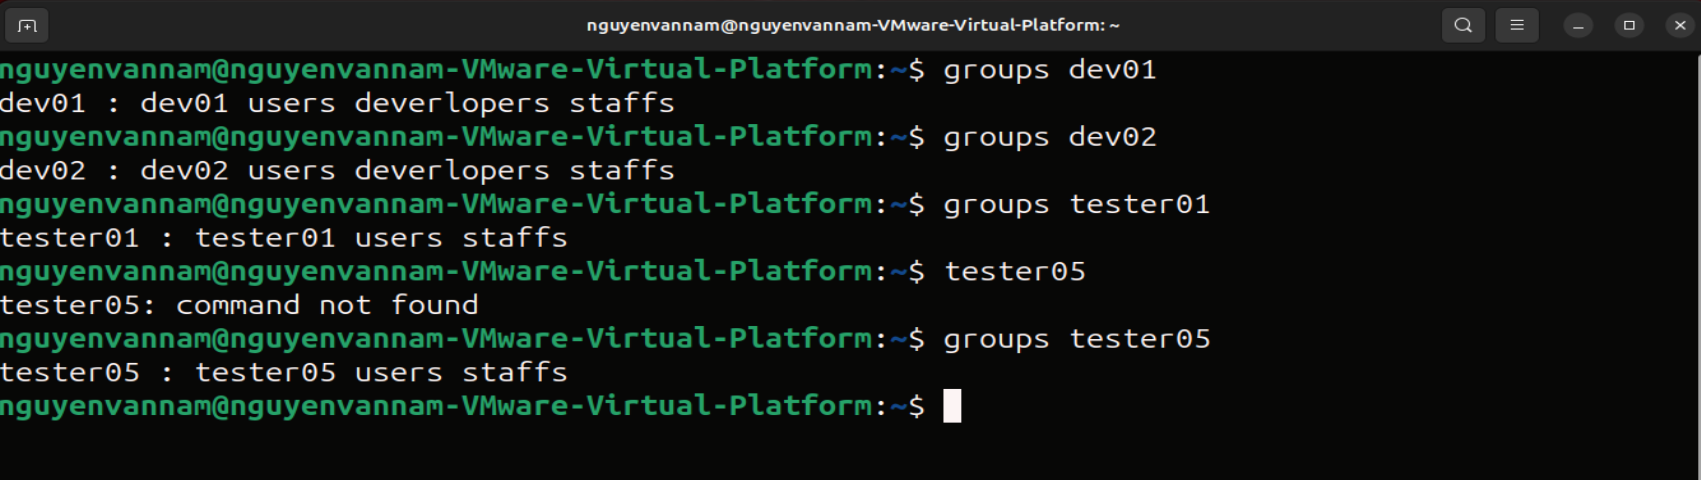 nguyenvannam@nguyenvannam-VMware-Virtual-Platform: ~
nguyenvannam@nguyenvannam-VMware-Virtual-Platform:~$ groups dev01
dev01 : dev01 users deverlopers staffs
nguyenvannam@nguyenvannam-VMware-Virtual-Platform:~$ groups dev02
dev02 : dev02 users deverlopers staffs
nguyenvannam@nguyenvannam-VMware-Virtual-Platform:~$ groups tester01
tester01 : tester01 users staffs
nguyenvannam@nguyenvannam-VMware-Virtual-Platform:~$ tester05
tester05: command not found
nguyenvannam@nguyenvannam-VMware-Virtual-Platform:~$ groups tester05
tester05 : tester05 users staffs
nguyenvannam@nguyenvannam-VMware-Virtual-Platform:~$